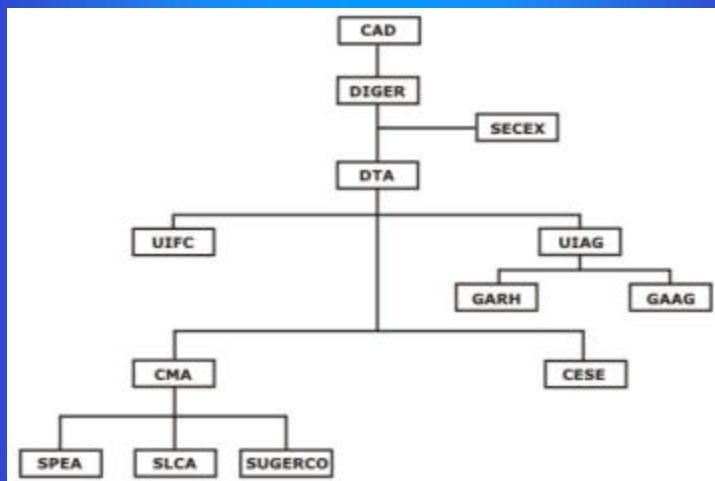 CAD
DIGER
SECEX
DTA
UIFC
UIAG
GARH
GAAG
CMA
CESE
SPEA
SLCA
SUGERCO